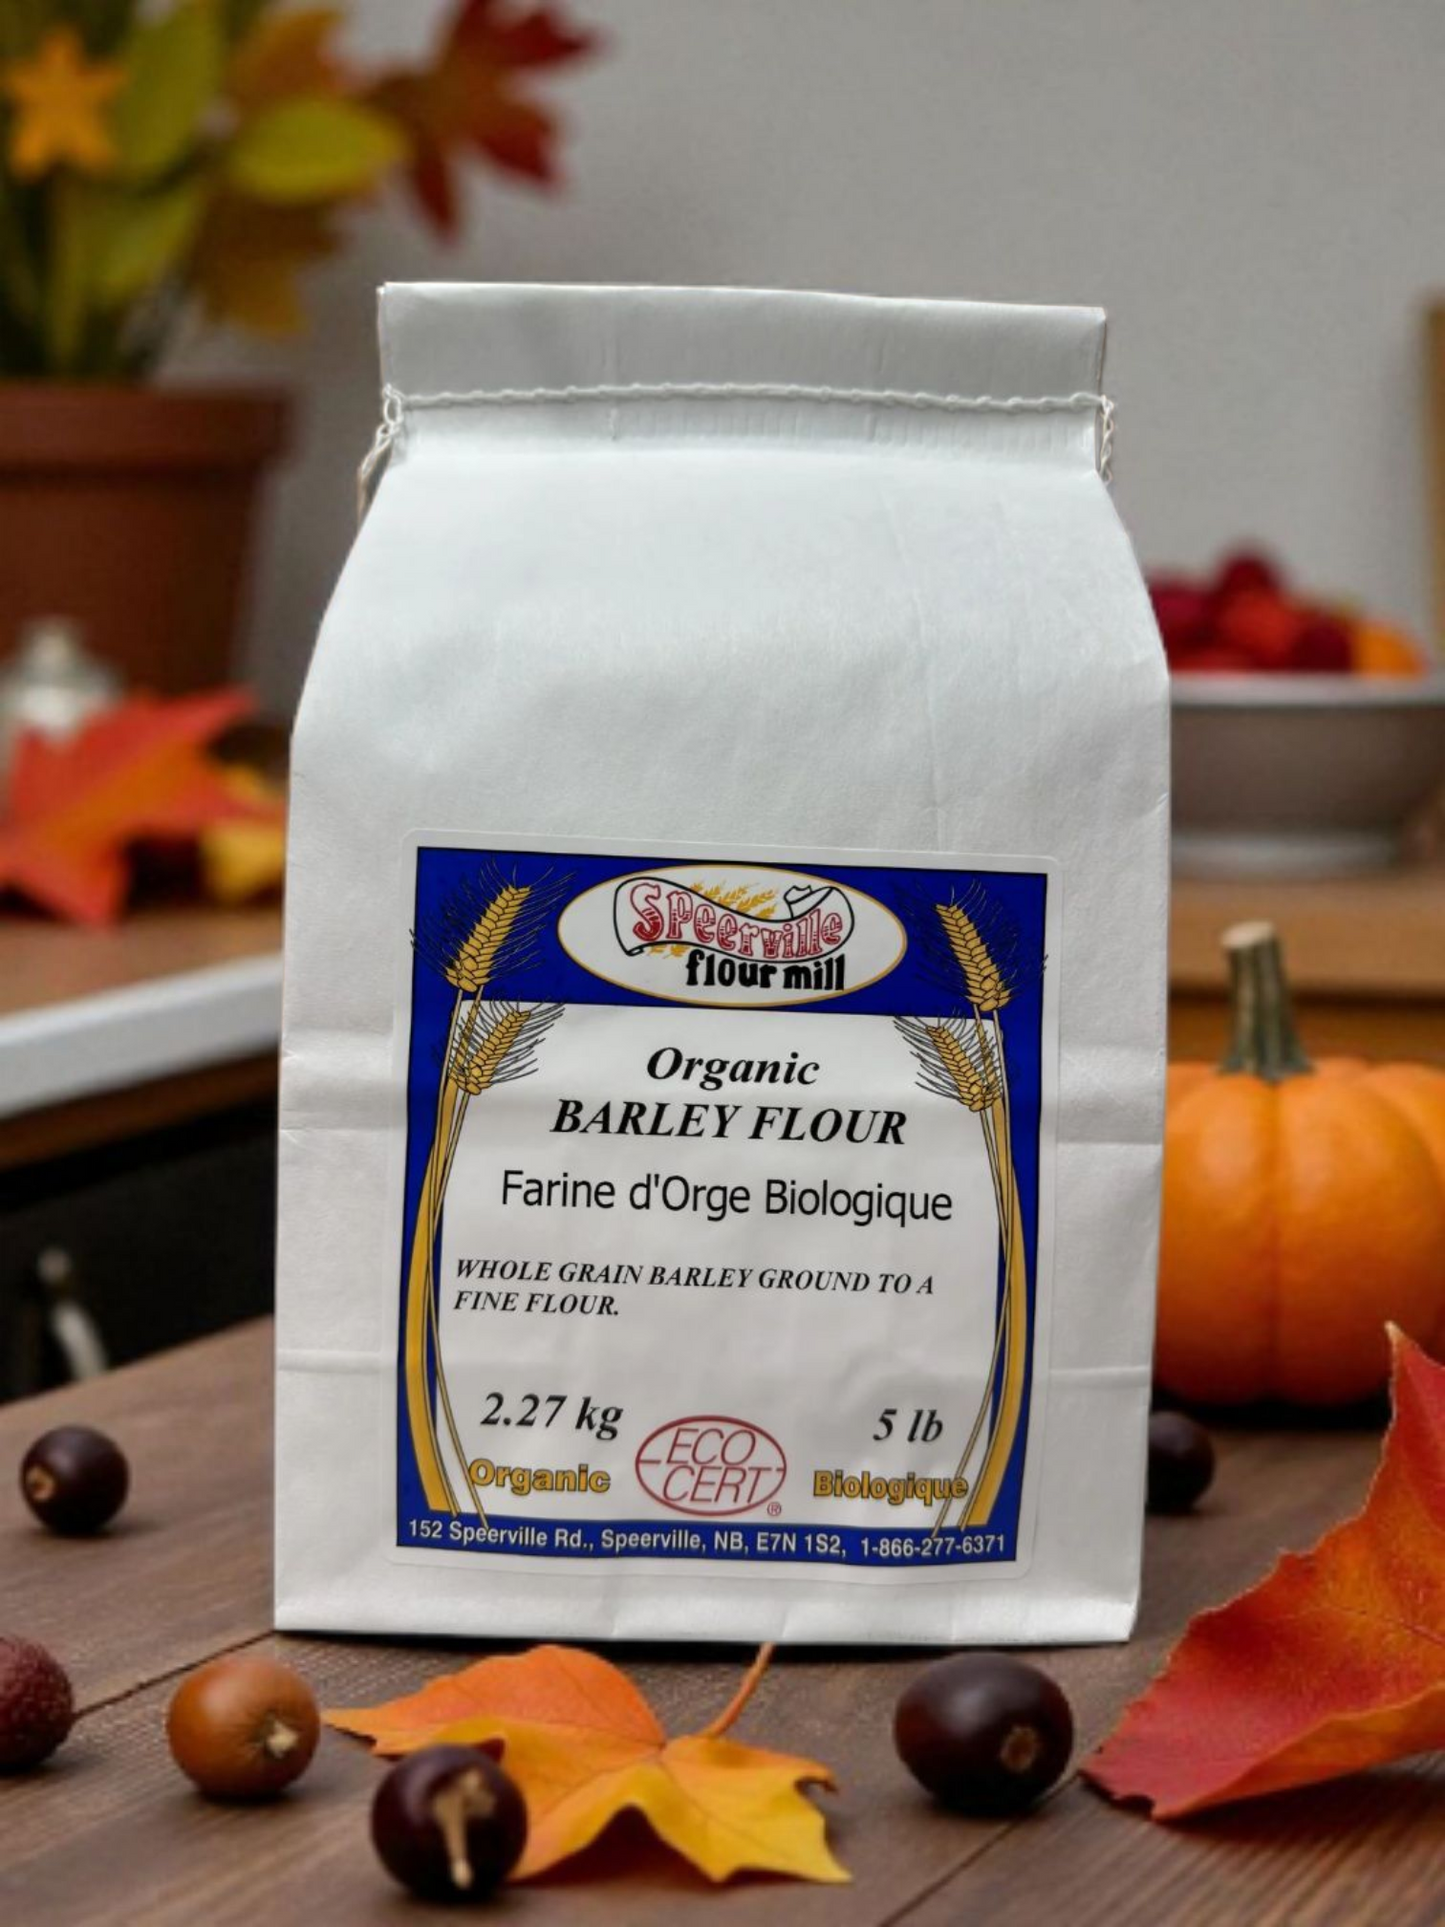 Speerville
flour mill
Organic
BARLEY FLOUR
Farine d'Orge Biologique
WHOLE GRAIN BARLEY GROUND TO A
FINE FLOUR.
2.27 kg
5 lb
ECO
CERT
®
Organic
Biologique
152 Speerville Rd., Speerville, NB, E7N 1S2, 1-866-277-6371